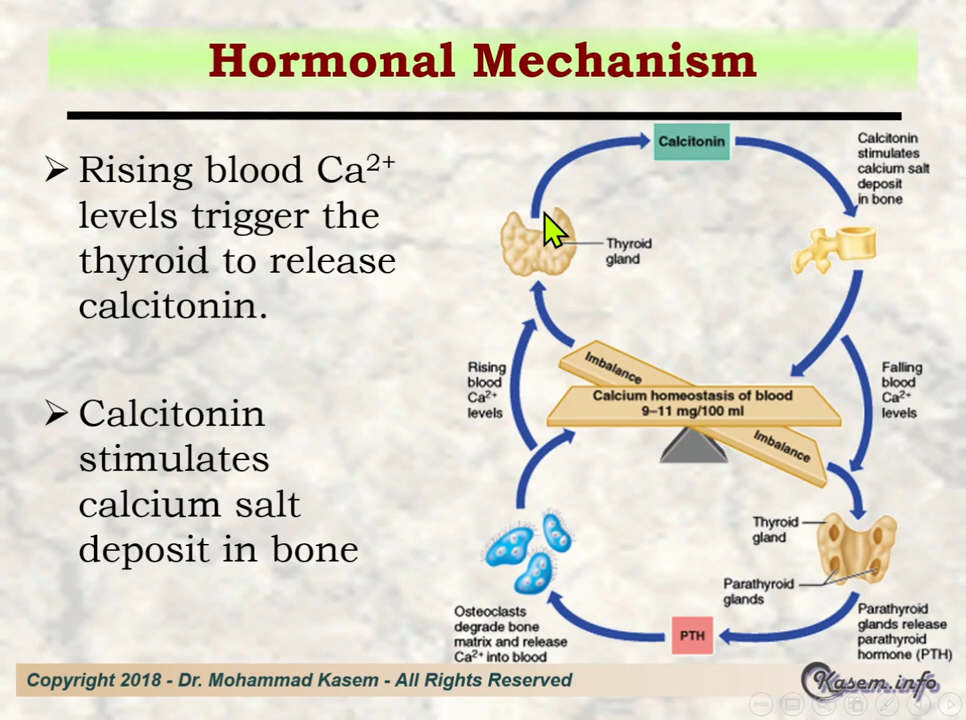 Hormonal Mechanism
➢ Rising blood Ca²⁺
levels trigger the
thyroid to release
calcitonin.
➢ Calcitonin
stimulates
calcium salt
deposit in bone
Calcitonin
Calcitonin
stimulates
calcium salt
deposit
in bone
Thyroid
gland
Imbalance
Rising
blood
Ca²⁺
levels
Calcium homeostasis of blood
9–11 mg/100 ml
Falling
blood
Ca²⁺
levels
Imbalance
Thyroid
gland
Parathyroid
glands
Osteoclasts
degrade bone
matrix and release
Ca²⁺ into blood
PTH
Parathyroid
glands release
parathyroid
hormone (PTH)
Copyright 2018 - Dr. Mohammad Kasem - All Rights Reserved
Kasem.info